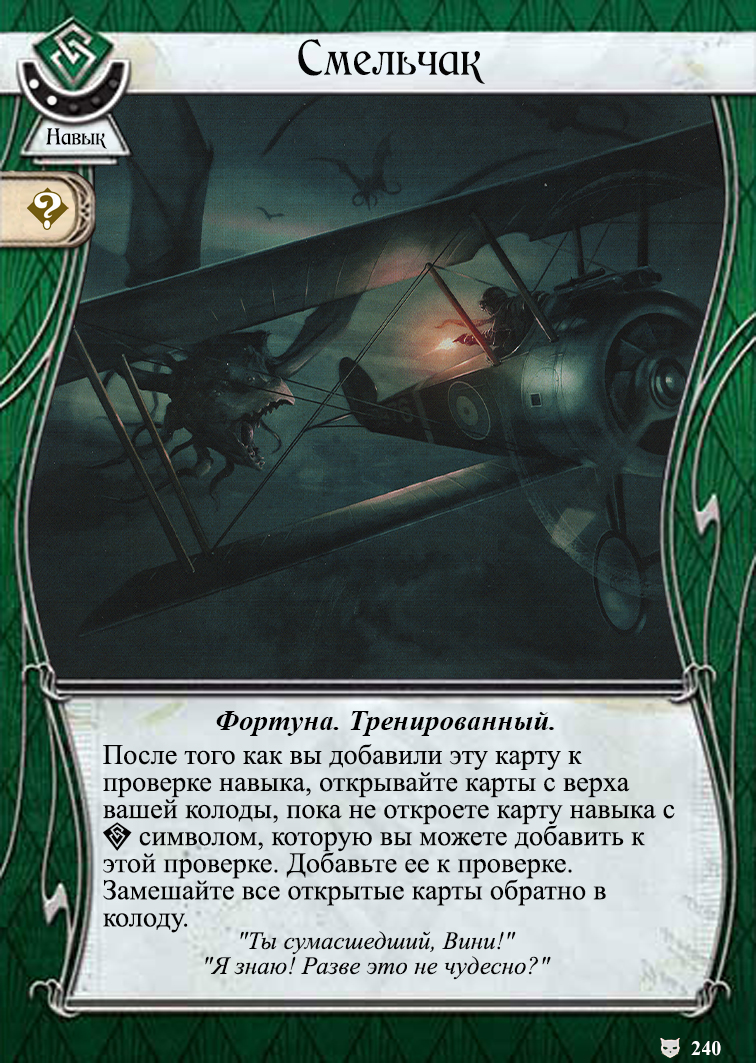 Смельчак
Навык
?
Фортуна. Тренированный.
После того как вы добавили эту карту к
проверке навыка, открывайте карты с верха
вашей колоды, пока не откроете карту навыка с
символом, которую вы можете добавить к
этой проверке. Добавьте ее к проверке.
Замешайте все открытые карты обратно в
колоду.
"Ты сумасшедший, Вини!"
"Я знаю! Разве это не чудесно?"
240